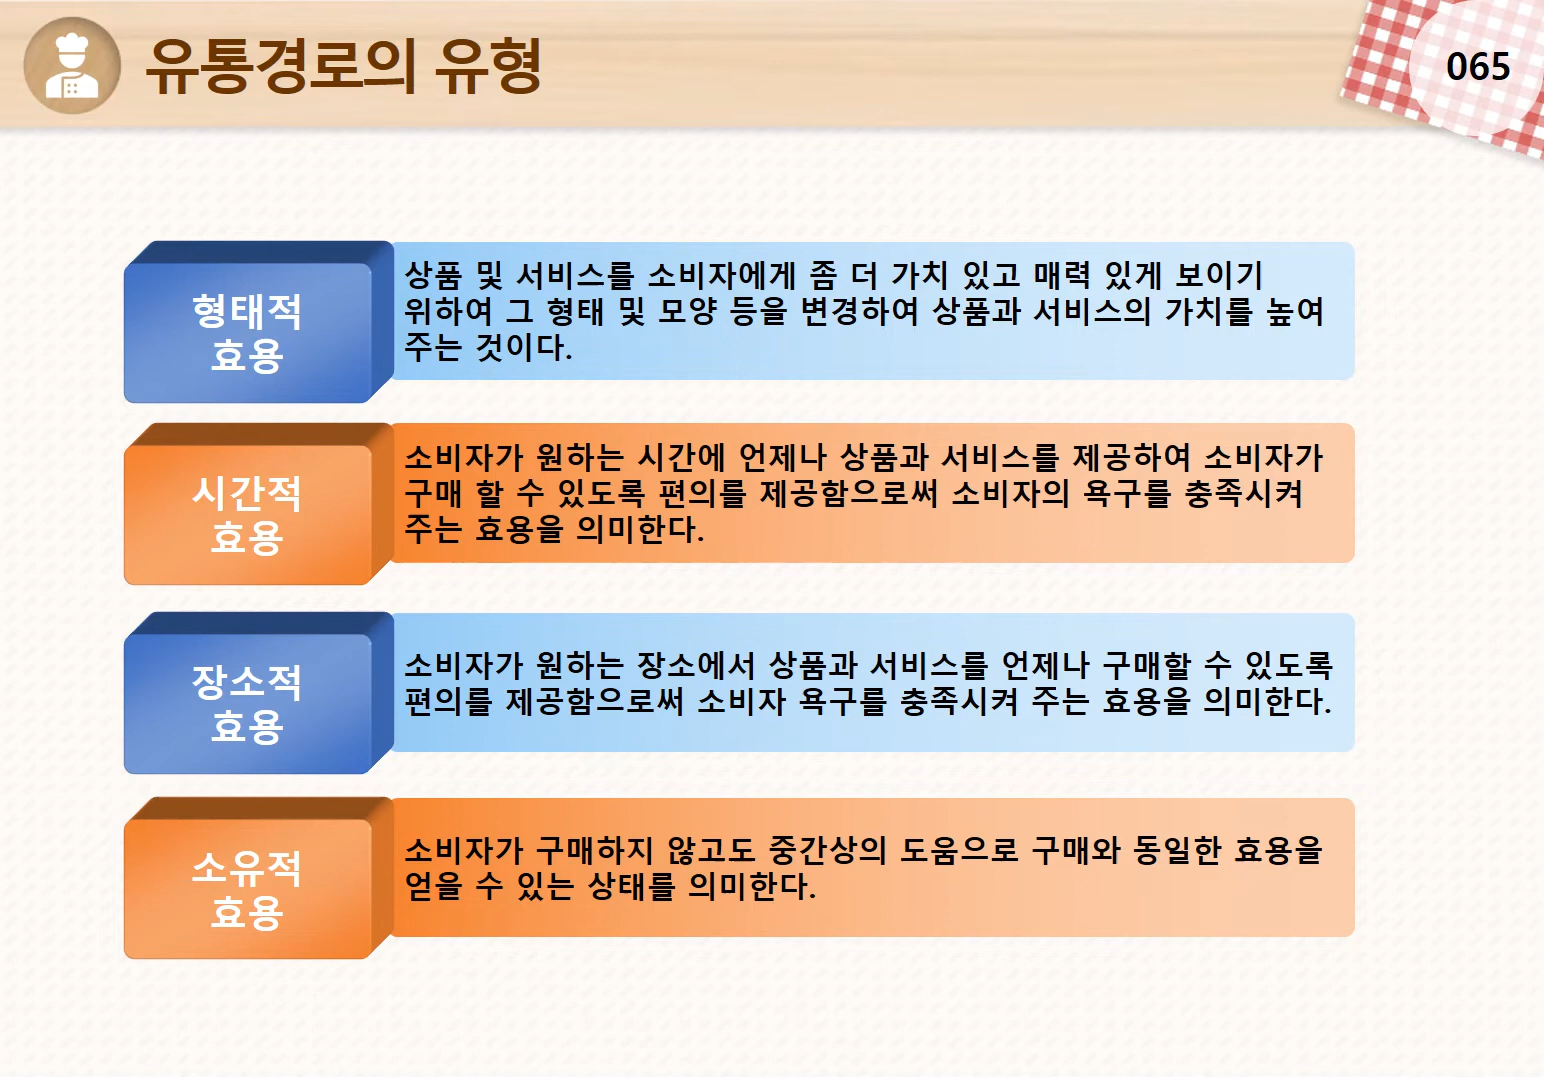 유통경로의 유형
065
형태적
효용
상품 및 서비스를 소비자에게 좀 더 가치 있고 매력 있게 보이기
위하여 그 형태 및 모양 등을 변경하여 상품과 서비스의 가치를 높여
주는 것이다.
시간적
효용
소비자가 원하는 시간에 언제나 상품과 서비스를 제공하여 소비자가
구매 할 수 있도록 편의를 제공함으로써 소비자의 욕구를 충족시켜
주는 효용을 의미한다.
장소적
효용
소비자가 원하는 장소에서 상품과 서비스를 언제나 구매할 수 있도록
편의를 제공함으로써 소비자 욕구를 충족시켜 주는 효용을 의미한다.
소유적
효용
소비자가 구매하지 않고도 중간상의 도움으로 구매와 동일한 효용을
얻을 수 있는 상태를 의미한다.